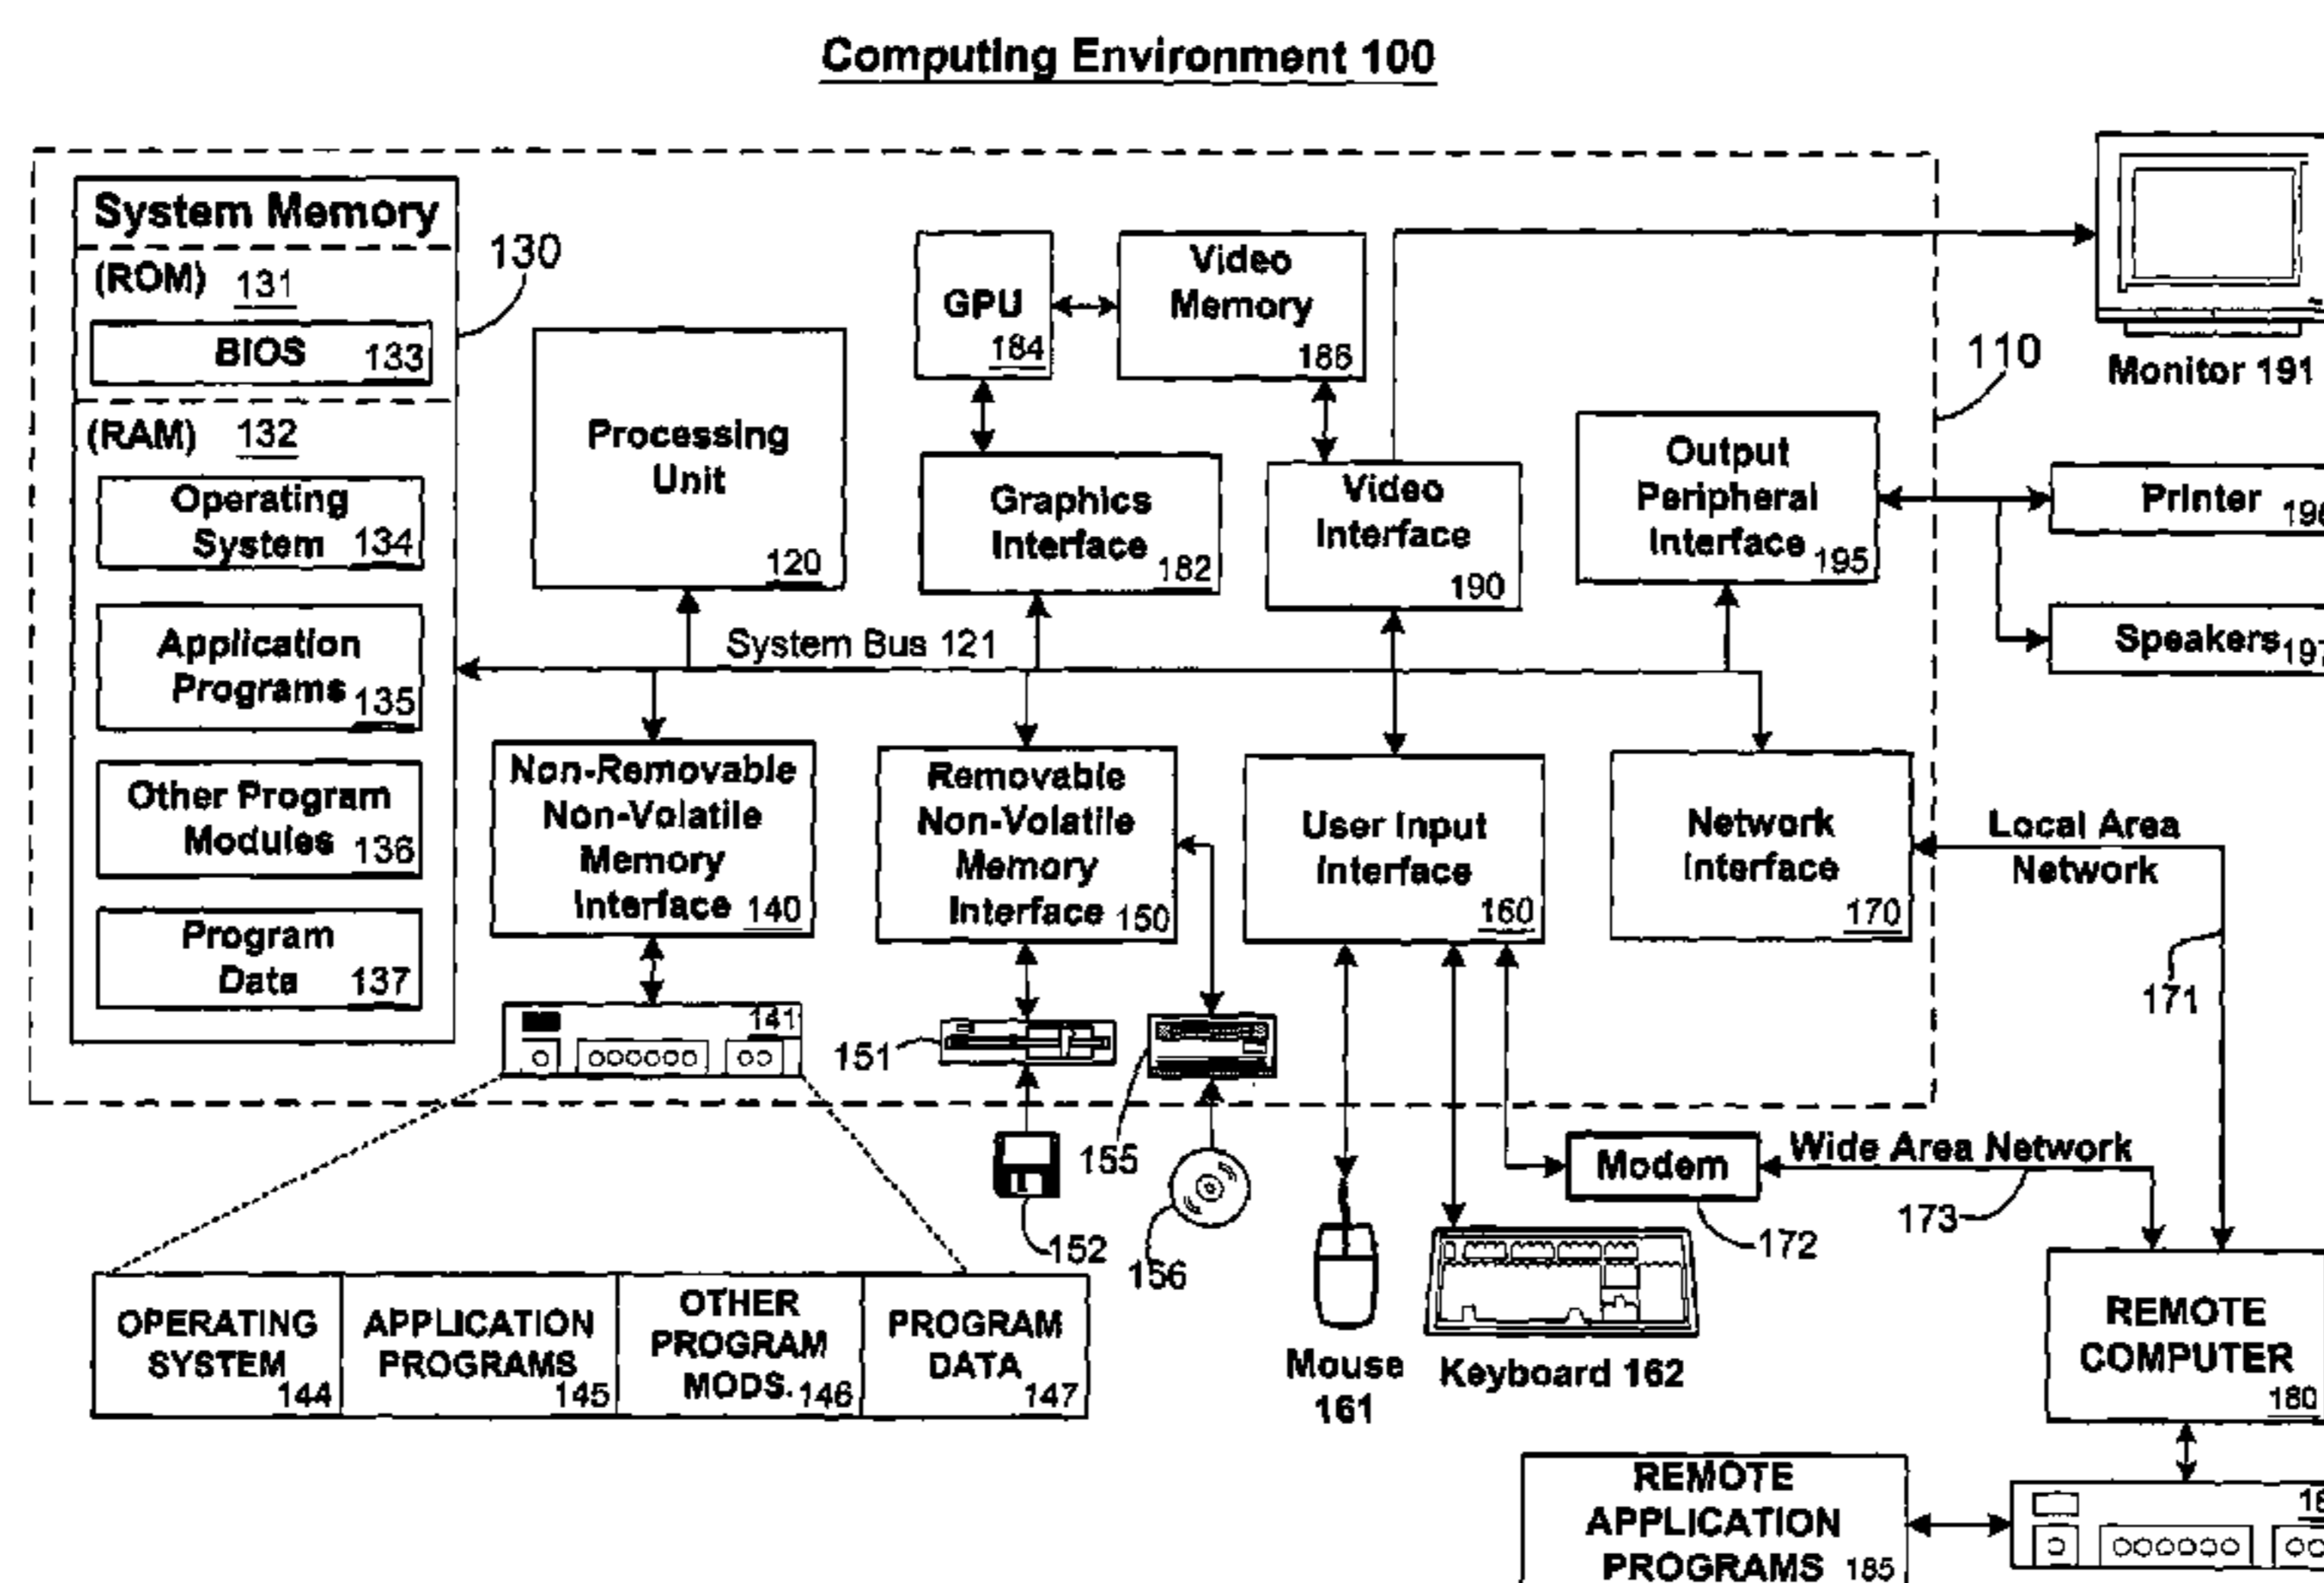 Computing Environment 100
System Memory
(ROM) 131
BIOS 133
(RAM) 132
Operating
System 134
Application
Programs 135
Other Program
Modules 136
Program
Data 137
130
Processing
Unit
120
GPU
184
Video
Memory
186
Graphics
Interface
182
Video
Interface
190
Output
Peripheral
Interface 195
Monitor 191
110
Printer
Speakers
System Bus 121
Non-Removable
Non-Volatile
Memory
Interface 140
Removable
Non-Volatile
Memory
Interface 150
User Input
Interface
160
Network
Interface
170
Local Area
Network
171
141
151
155
152
156
Modem
172
Wide Area Network
173
OPERATING
SYSTEM
144
APPLICATION
PROGRAMS
145
OTHER
PROGRAM
MODS. 146
PROGRAM
DATA
147
Mouse
161
Keyboard 162
REMOTE
COMPUTER
180
REMOTE
APPLICATION
PROGRAMS 185